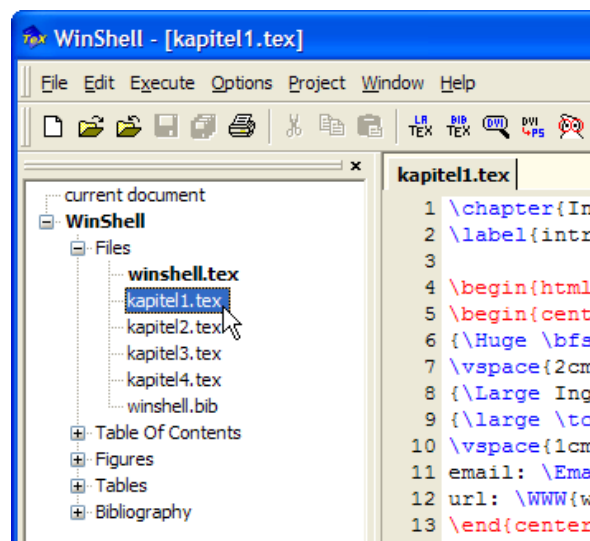 TeX WinShell - [kapitel1.tex]
File Edit Execute Options Project Window Help
LA TEX BIB TEX DVI DVI PS
x
kapitel1.tex
current document
WinShell
Files
winshell.tex
kapitel1.tex
kapitel2.tex
kapitel3.tex
kapitel4.tex
winshell.bib
Table Of Contents
Figures
Tables
Bibliography
1 \chapter{In
2 \label{intr
3
4 \begin{html
5 \begin{cent
6 {\Huge \bfs
7 \vspace{2cm
8 {\Large Ing
9 {\large \tc
10 \vspace{1cm
11 email: \Ema
12 url: \WWW{w
13 \end{center